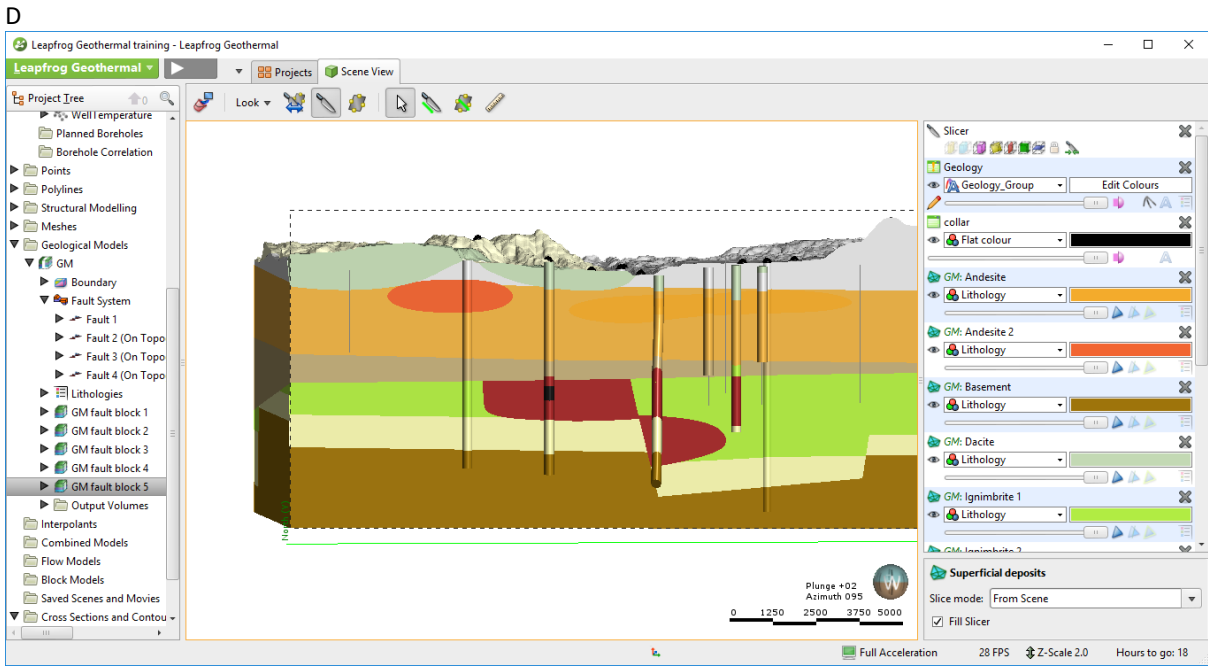 D
Leapfrog Geothermal training - Leapfrog Geothermal
Leapfrog Geothermal
Projects
Scene View
Project Tree
0
Look
WellTemperature
Planned Boreholes
Borehole Correlation
Points
Polylines
Structural Modelling
Meshes
Geological Models
GM
Boundary
Fault System
Fault 1
Fault 2 (On Topo
Fault 3 (On Topo
Fault 4 (On Topo
Lithologies
GM fault block 1
GM fault block 2
GM fault block 3
GM fault block 4
GM fault block 5
Output Volumes
Interpolants
Combined Models
Flow Models
Block Models
Saved Scenes and Movies
Cross Sections and Contou
Plunge +02
Azimuth 095
W
0 1250 2500 3750 5000
Slicer
Geology
Geology_Group
Edit Colours
collar
Flat colour
GM: Andesite
Lithology
GM: Andesite 2
Lithology
GM: Basement
Lithology
GM: Dacite
Lithology
GM: Ignimbrite 1
Lithology
GM: Ignimbrite 2
Superficial deposits
Slice mode: From Scene
Fill Slicer
Full Acceleration
28 FPS
Z-Scale 2.0
Hours to go: 18